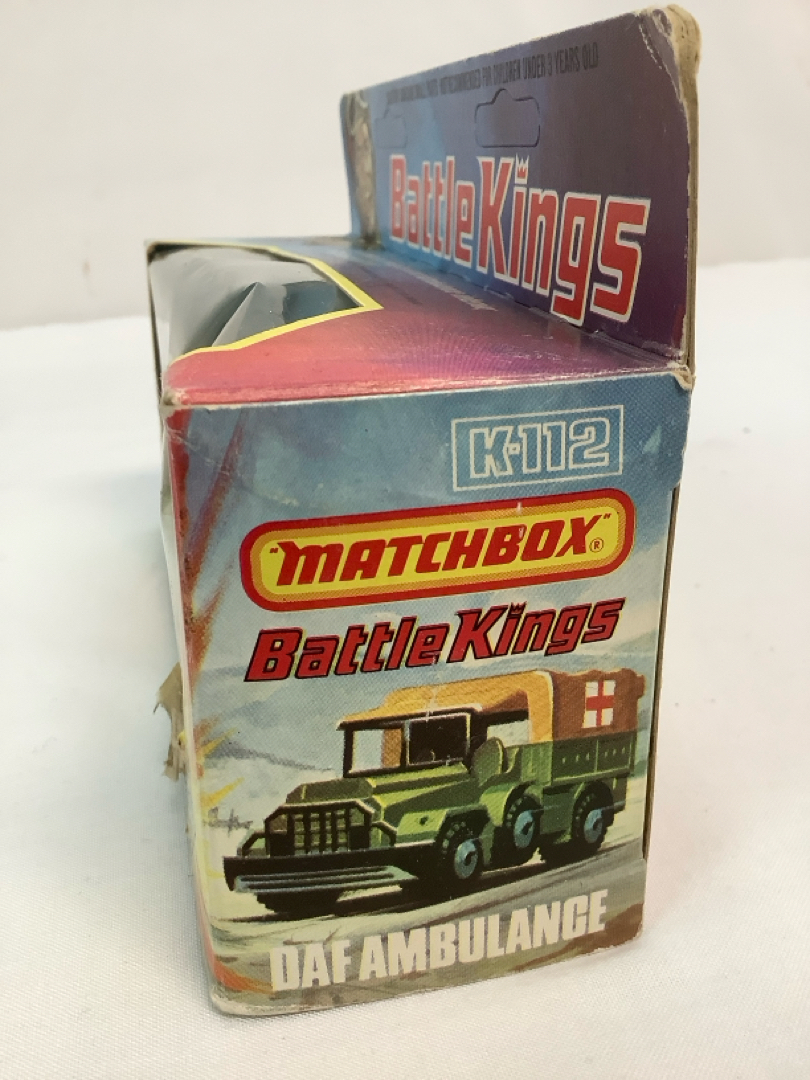 NOT RECOMMENDED FOR CHILDREN UNDER 3 YEARS OLD
BattleKings
K-112
"MATCHBOX"®
BattleKings
DAF AMBULANCE